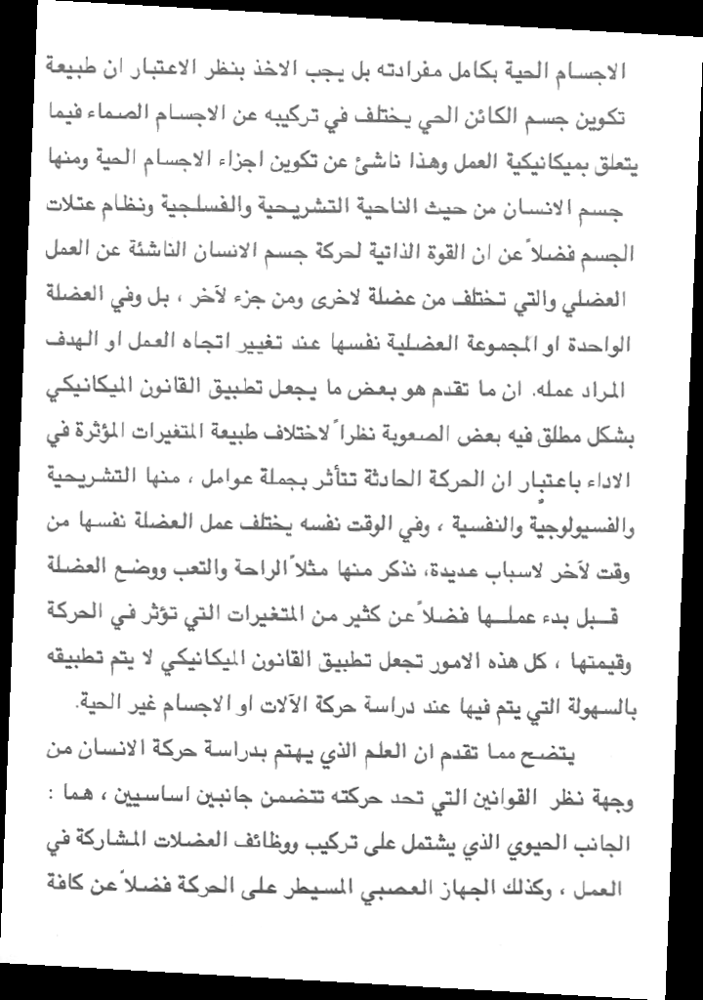 الاجسام الحية بكامل مفرادته بل يجب الاخذ بنظر الاعتبار ان طبيعة
تكوين جسم الكائن الحي يختلف في تركيبه عن الاجسام الصماء فيما
يتعلق بميكانيكية العمل وهذا ناشئ عن تكوين اجزاء الاجسام الحية ومنها
جسم الانسان من حيث الناحية التشريحية والفسلجية ونظام عتلات
الجسم فضلاً عن ان القوة الذاتية لحركة جسم الانسان الناشئة عن العمل
العضلي والتي تختلف من عضلة لاخرى ومن جزء لآخر ، بل وفي العضلة
الواحدة او المجموعة العضلية نفسها عند تغيير اتجاه العمل او الهدف
المراد عمله. ان ما تقدم هو بعض ما يجعل تطبيق القانون الميكانيكي
بشكل مطلق فيه بعض الصعوبة نظراً لاختلاف طبيعة المتغيرات المؤثرة في
الاداء باعتبار ان الحركة الحادثة تتأثر بجملة عوامل ، منها التشريحية
والفسيولوجية والنفسية ، وفي الوقت نفسه يختلف عمل العضلة نفسها من
وقت لآخر لاسباب عديدة، نذكر منها مثلاً الراحة والتعب ووضع العضلة
قبل بدء عملها فضلاً عن كثير من المتغيرات التي تؤثر في الحركة
وقيمتها ، كل هذه الامور تجعل تطبيق القانون الميكانيكي لا يتم تطبيقه
بالسهولة التي يتم فيها عند دراسة حركة الآلات او الاجسام غير الحية.
يتضح مما تقدم ان العلم الذي يهتم بدراسة حركة الانسان من
وجهة نظر القوانين التي تحد حركته تتضمن جانبين اساسيين ، هما :
الجانب الحيوي الذي يشتمل على تركيب ووظائف العضلات المشاركة في
العمل ، وكذلك الجهاز العصبي المسيطر على الحركة فضلاً عن كافة